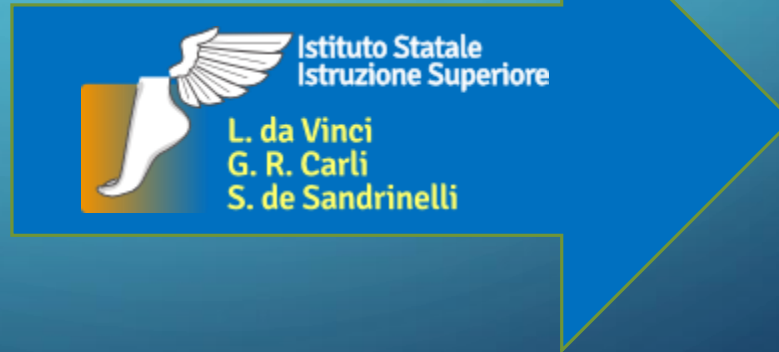 Istituto Statale
Istruzione Superiore
L. da Vinci
G. R. Carli
S. de Sandrinelli